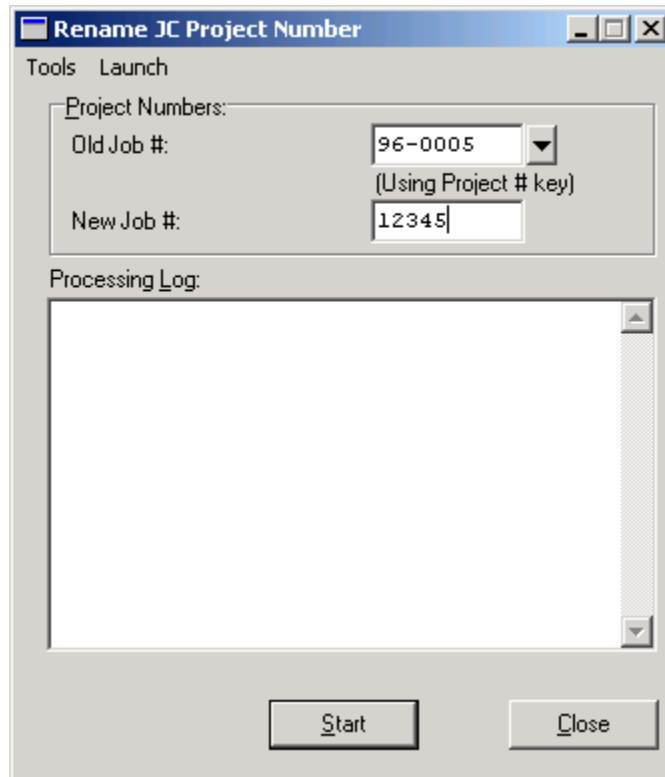 Rename JC Project Number
Tools Launch
Project Numbers:
Old Job #: 96-0005
(Using Project # key)
New Job #: 12345
Processing Log:
Start Close